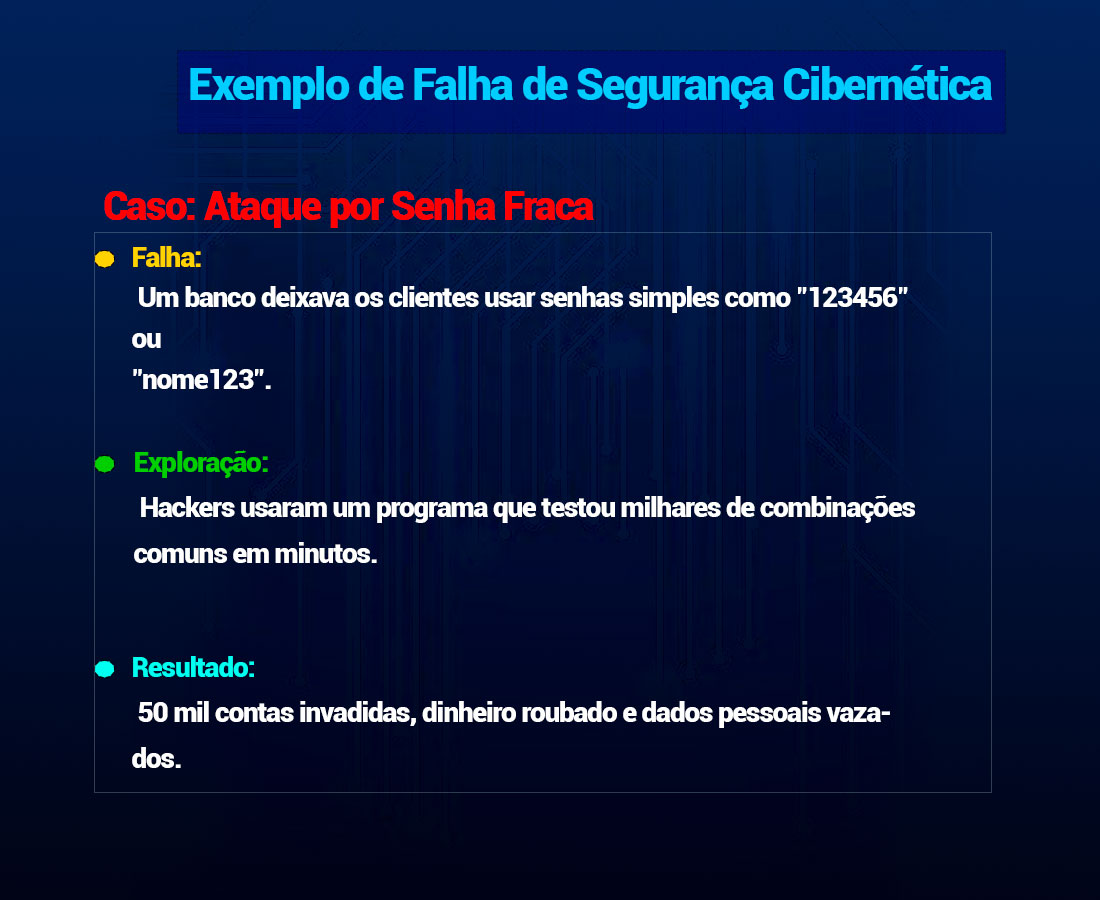 Exemplo de Falha de Segurança Cibernética
Caso: Ataque por Senha Fraca
Falha:
Um banco deixava os clientes usar senhas simples como "123456"
ou
"nome123".
Exploração:
Hackers usaram um programa que testou milhares de combinações
comuns em minutos.
Resultado:
50 mil contas invadidas, dinheiro roubado e dados pessoais vaza-
dos.